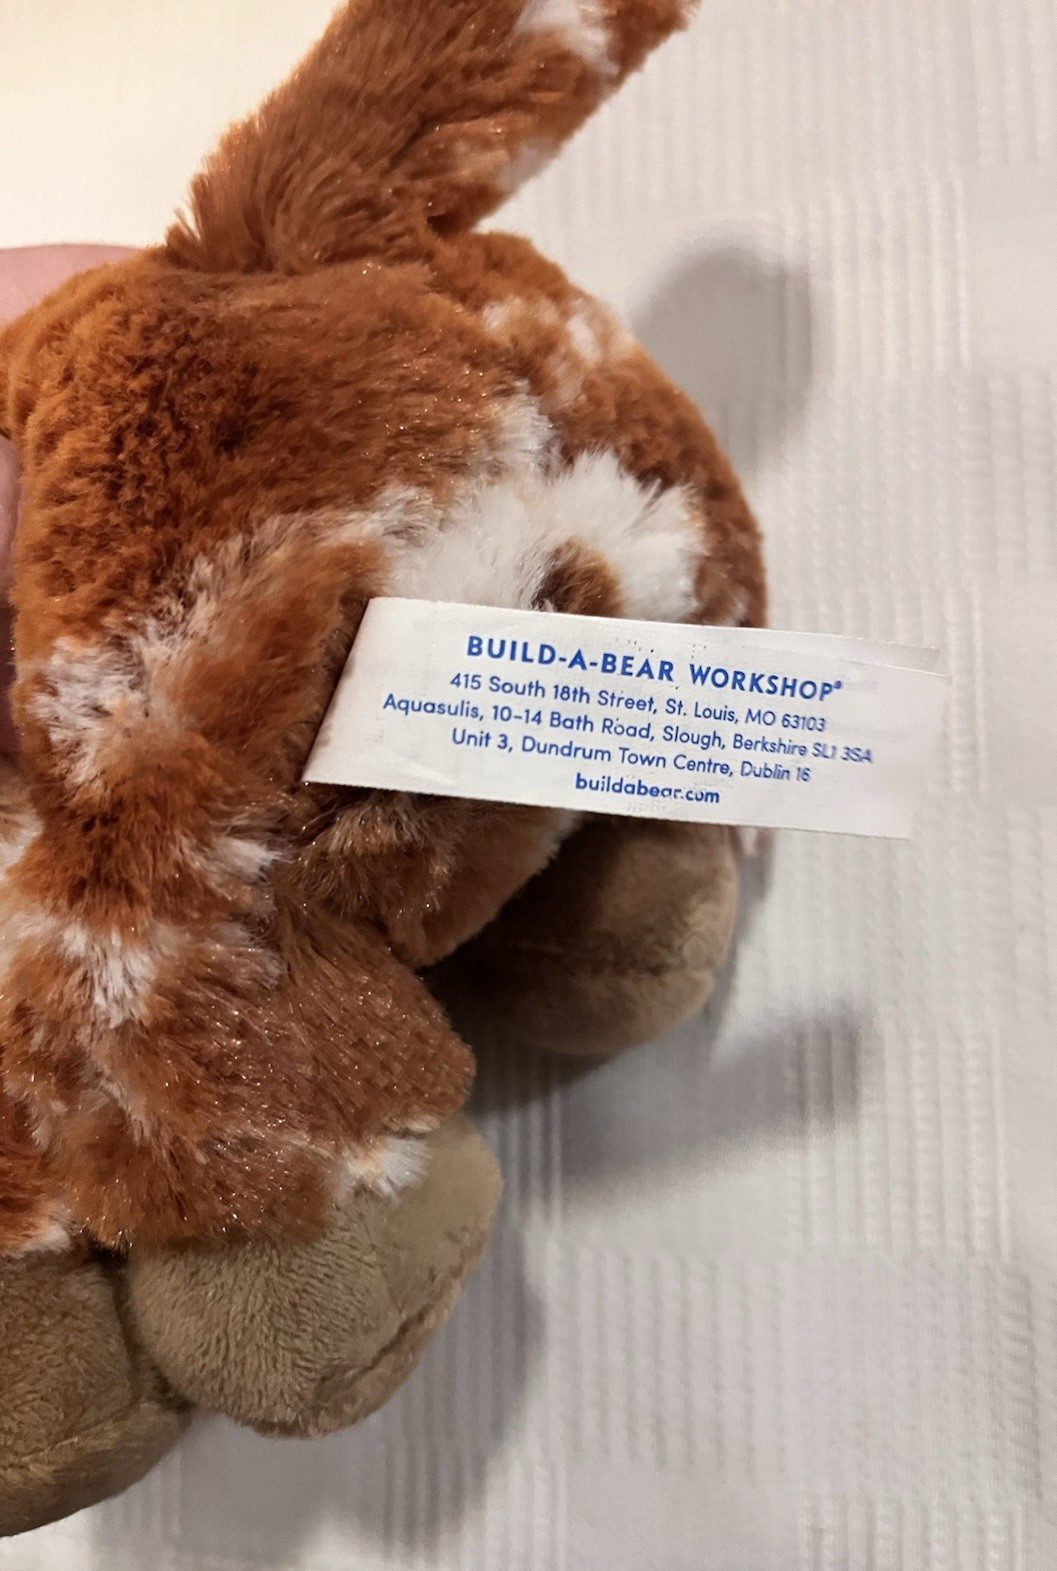 BUILD-A-BEAR WORKSHOP®
415 South 18th Street, St. Louis, MO 63103
Aquasulis, 10-14 Bath Road, Slough, Berkshire SL1 3SA
Unit 3, Dundrum Town Centre, Dublin 16
buildabear.com